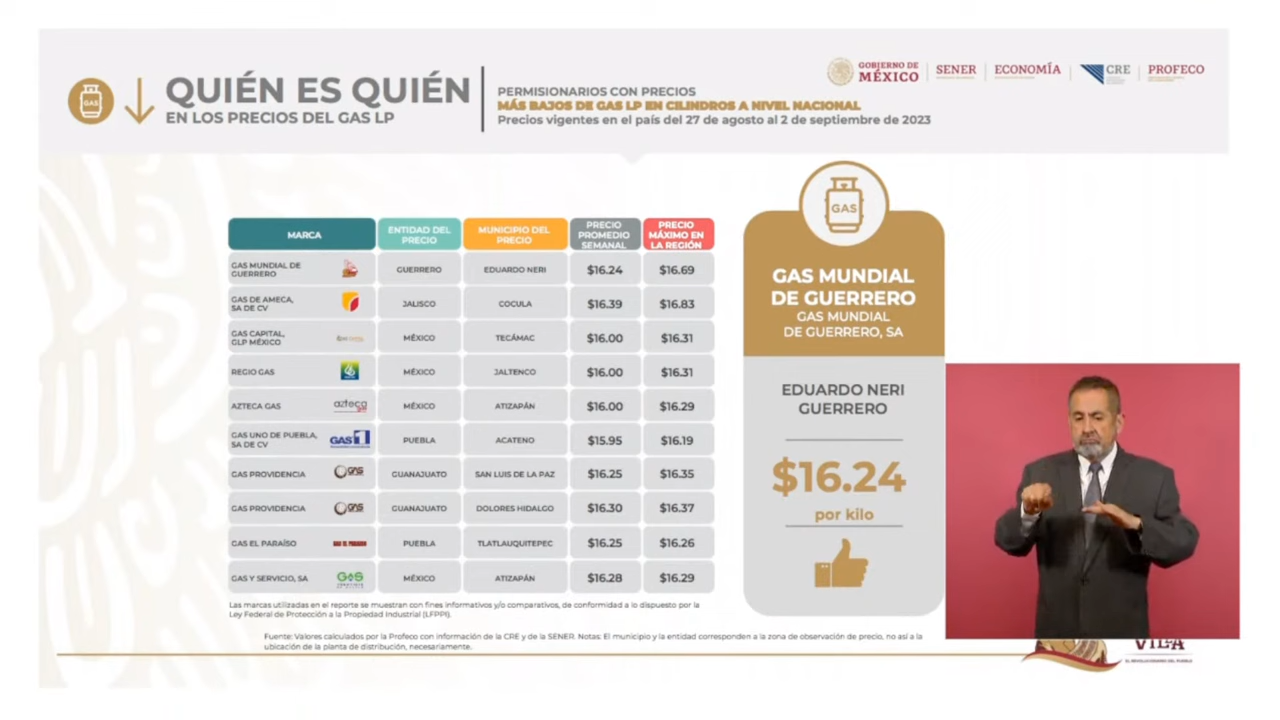 GAS
QUIÉN ES QUIÉN
EN LOS PRECIOS DEL GAS LP
PERMISIONARIOS CON PRECIOS
MÁS BAJOS DE GAS LP EN CILINDROS A NIVEL NACIONAL
Precios vigentes en el país del 27 de agosto al 2 de septiembre de 2023
GOBIERNO DE
MÉXICO
SENER
ECONOMÍA
CRE
PROFECO
MARCA
ENTIDAD DEL
PRECIO
MUNICIPIO DEL
PRECIO
PRECIO
PROMEDIO
SEMANAL
PRECIO
MÁXIMO EN
LA REGIÓN
GAS MUNDIAL DE
GUERRERO
GUERRERO
EDUARDO NERI
$16.24
$16.69
GAS DE AMECA,
SA DE CV
JALISCO
COCULA
$16.39
$16.83
GAS CAPITAL,
GLP MÉXICO
MÉXICO
TECÁMAC
$16.00
$16.31
REGIO GAS
MÉXICO
JALTENCO
$16.00
$16.31
AZTECA GAS
azteca
MÉXICO
ATIZAPÁN
$16.00
$16.29
GAS UNO DE PUEBLA,
SA DE CV
GAS1
PUEBLA
ACATENO
$15.95
$16.19
GAS PROVIDENCIA
GAS
GUANAJUATO
SAN LUIS DE LA PAZ
$16.25
$16.35
GAS PROVIDENCIA
GAS
GUANAJUATO
DOLORES HIDALGO
$16.30
$16.37
GAS EL PARAÍSO
GAS EL PARAISO
PUEBLA
TLATLAUQUITEPEC
$16.25
$16.26
GAS Y SERVICIO, SA
GAS
MÉXICO
ATIZAPÁN
$16.28
$16.29
Las marcas utilizadas en el reporte se muestran con fines informativos y/o comparativos, de conformidad a lo dispuesto por la
Ley Federal de Protección a la Propiedad Industrial (LFPPI).
GAS
GAS MUNDIAL
DE GUERRERO
GAS MUNDIAL
DE GUERRERO, SA
EDUARDO NERI
GUERRERO
$16.24
por kilo
Fuente: Valores calculados por la Profeco con información de la CRE y de la SENER. Notas: El municipio y la entidad corresponden a la zona de observación de precio, no así a la
ubicación de la planta de distribución, necesariamente.
VILLA
EL REVOLUCIONARIO DEL PUEBLO